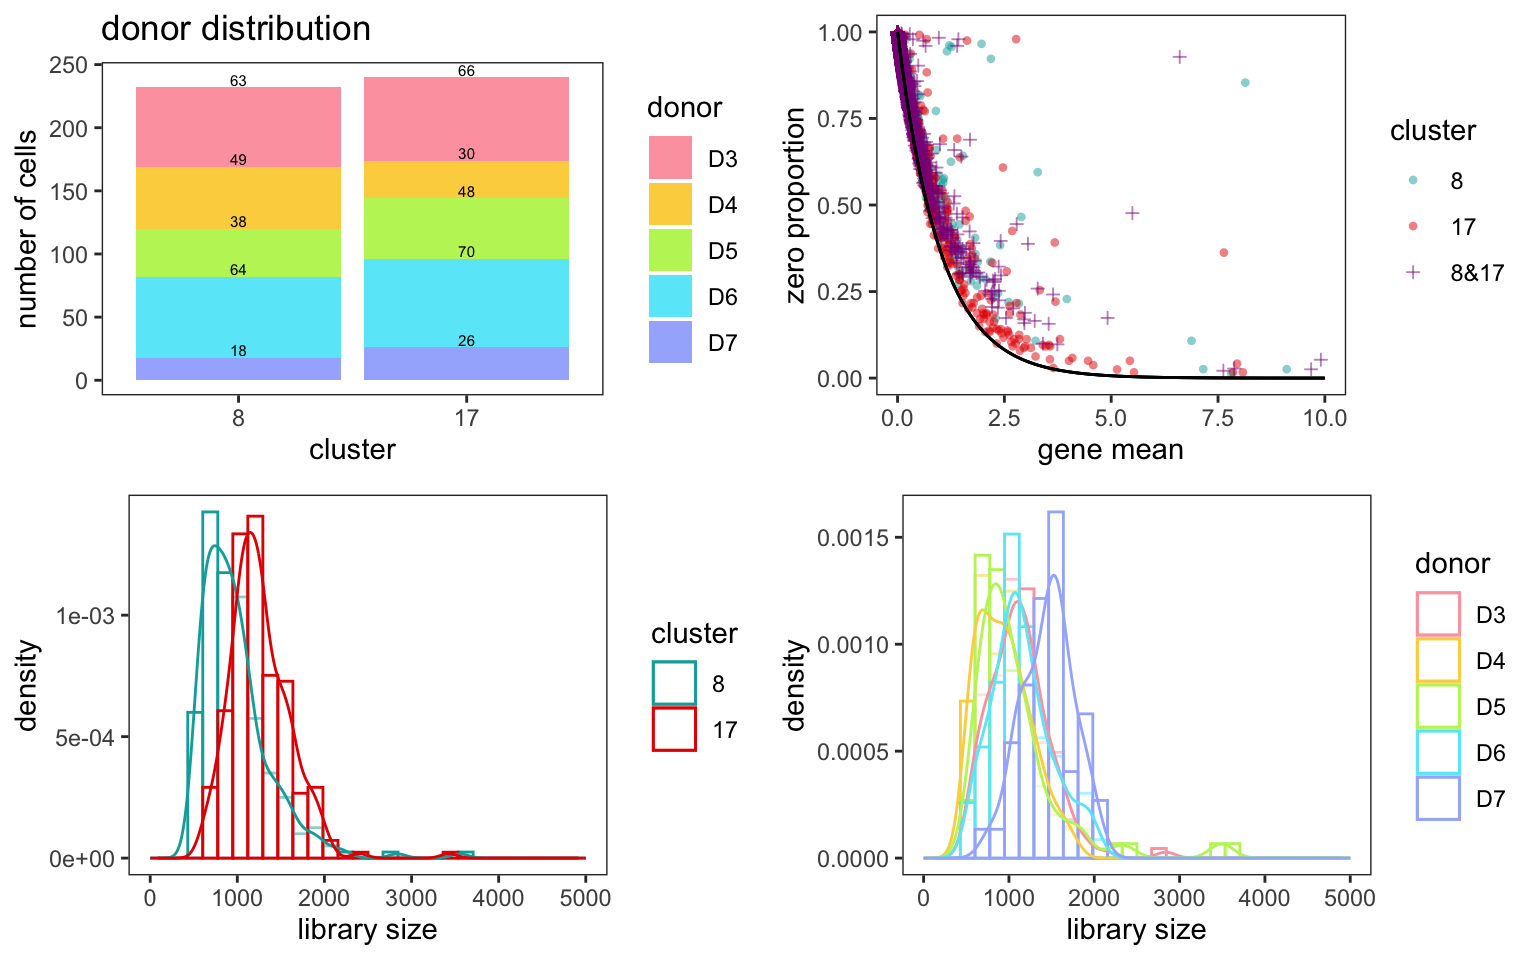 donor distribution
250
200
150
100
50
0
number of cells
63
49
38
64
18
66
30
48
70
26
8
17
cluster
donor
D3
D4
D5
D6
D7
1.00
0.75
0.50
0.25
0.00
zero proportion
0.0
2.5
5.0
7.5
10.0
gene mean
cluster
8
17
8&17
1e-03
5e-04
0e+00
density
0
1000
2000
3000
4000
5000
library size
cluster
8
17
0.0015
0.0010
0.0005
0.0000
density
0
1000
2000
3000
4000
5000
library size
donor
D3
D4
D5
D6
D7